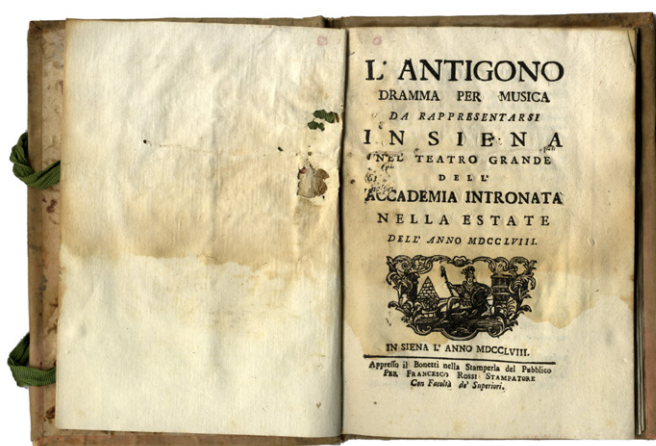 L' ANTIGONO
DRAMMA PER MUSICA
DA RAPPRESENTARSI
IN SIENA
NEL TEATRO GRANDE
DELL'
ACCADEMIA INTRONATA
NELLA ESTATE
DELL' ANNO MDCCLVIII.
IN SIENA L' ANNO MDCCLVIII.
Appresso il Bonetti nella Stamperia del Pubblico
PER FRANCESCO ROSSI STAMPATORE
Con Facoltà de' Superiori.